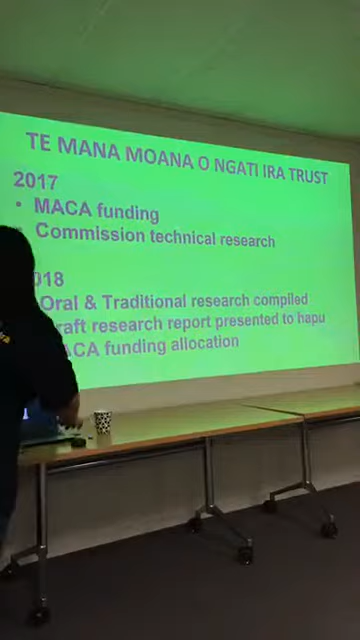 TE MANA MOANA O NGATI IRA TRUST
2017
• MACA funding
Commission technical research
018
Oral & Traditional research compiled
raft research report presented to hapu
ACA funding allocation